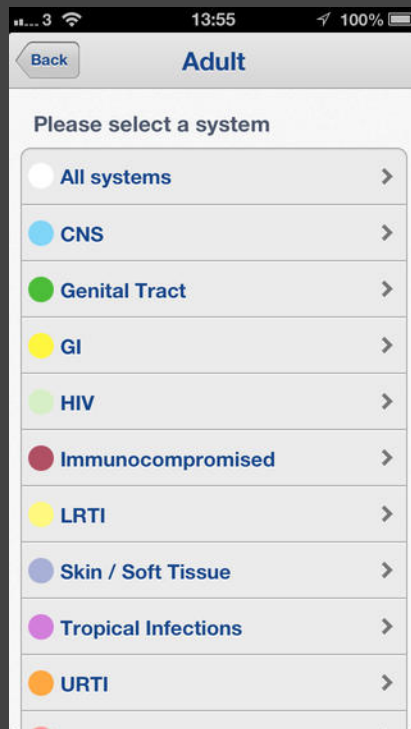 3 13:55 100%
Back Adult
Please select a system
All systems
CNS
Genital Tract
GI
HIV
Immunocompromised
LRTI
Skin / Soft Tissue
Tropical Infections
URTI